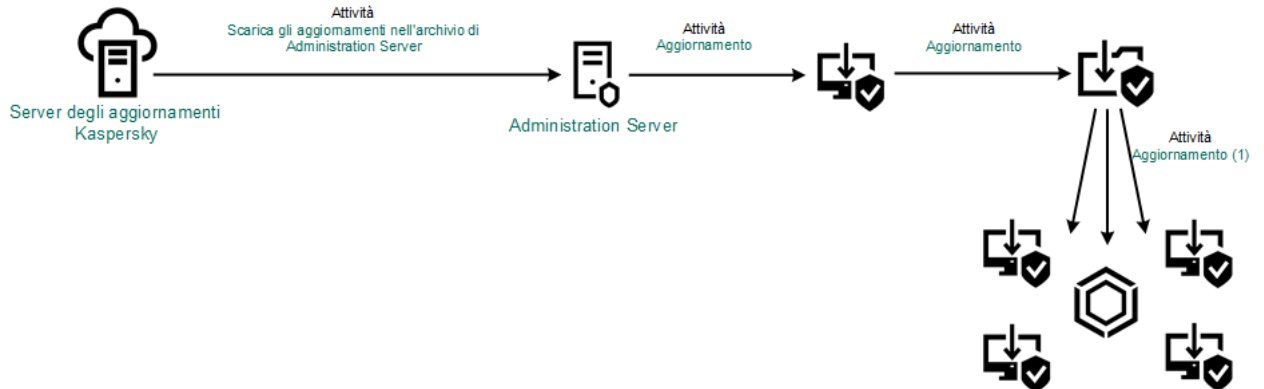 Attività
Scarica gli aggiornamenti nell'archivio di
Administration Server
Attività
Aggiornamento
Attività
Aggiornamento
Server degli aggiornamenti
Kaspersky
Administration Server
Attività
Aggiornamento (1)